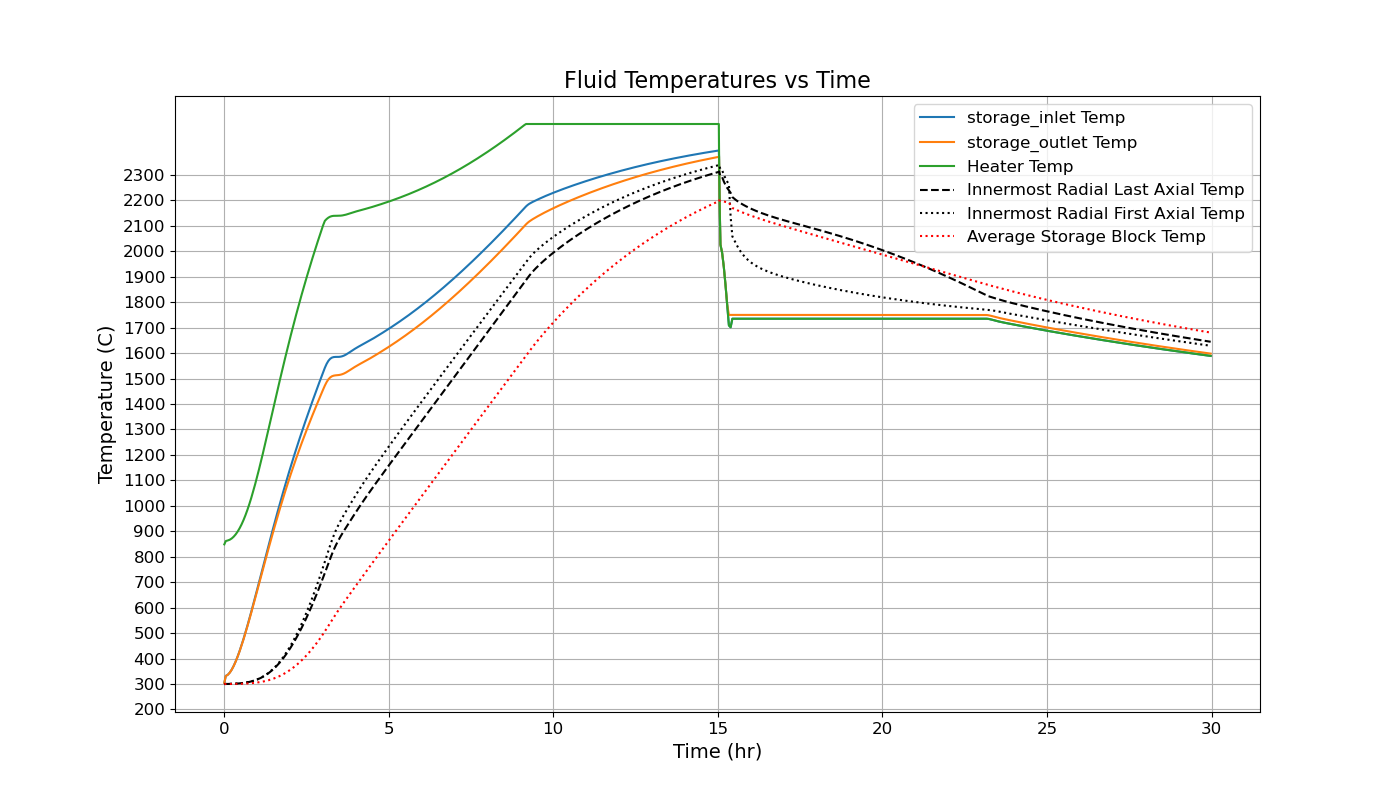 Fluid Temperatures vs Time
storage_inlet Temp
storage_outlet Temp
Heater Temp
Innermost Radial Last Axial Temp
Innermost Radial First Axial Temp
Average Storage Block Temp
Temperature (C)
2300
2200
2100
2000
1900
1800
1700
1600
1500
1400
1300
1200
1100
1000
900
800
700
600
500
400
300
200
0 5 10 15 20 25 30
Time (hr)